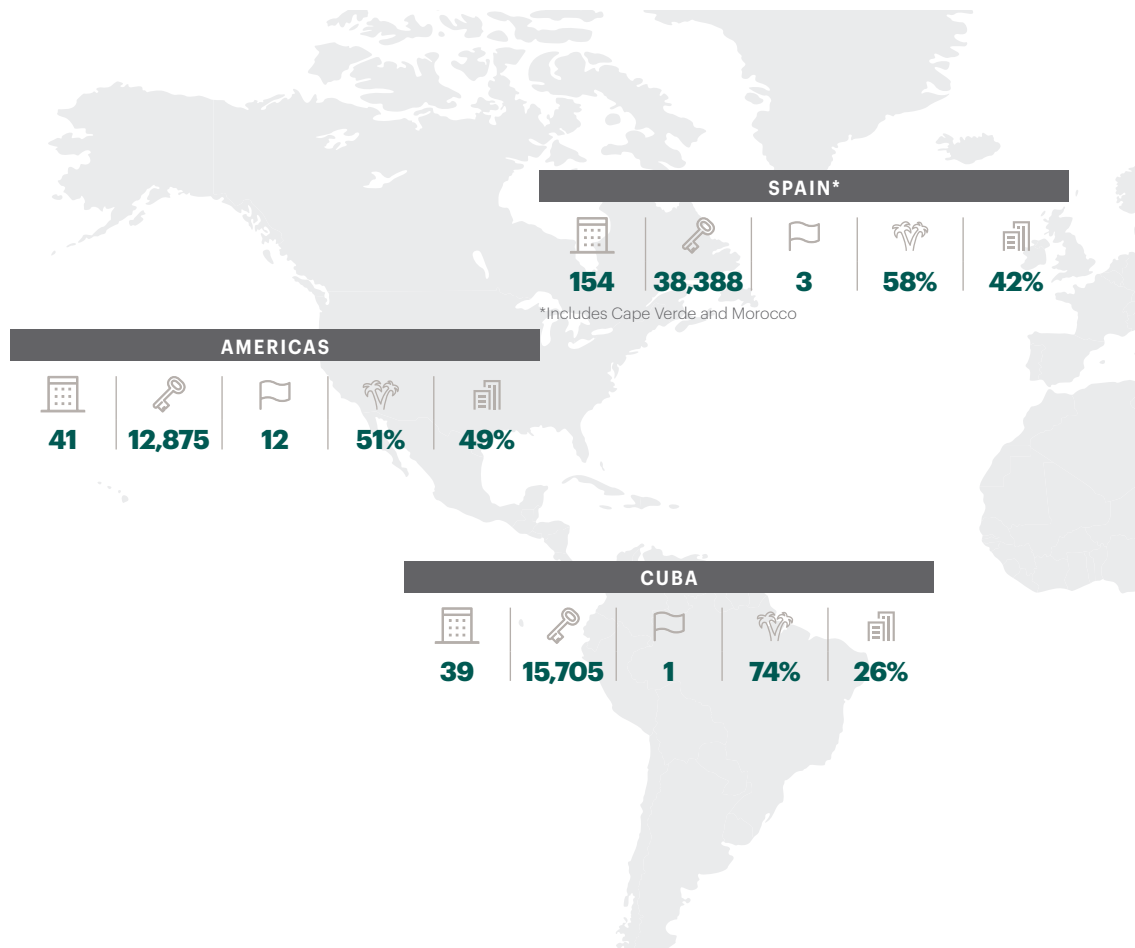 SPAIN*
154 38,388 3 58% 42%
*Includes Cape Verde and Morocco
AMERICAS
41 12,875 12 51% 49%
CUBA
39 15,705 1 74% 26%